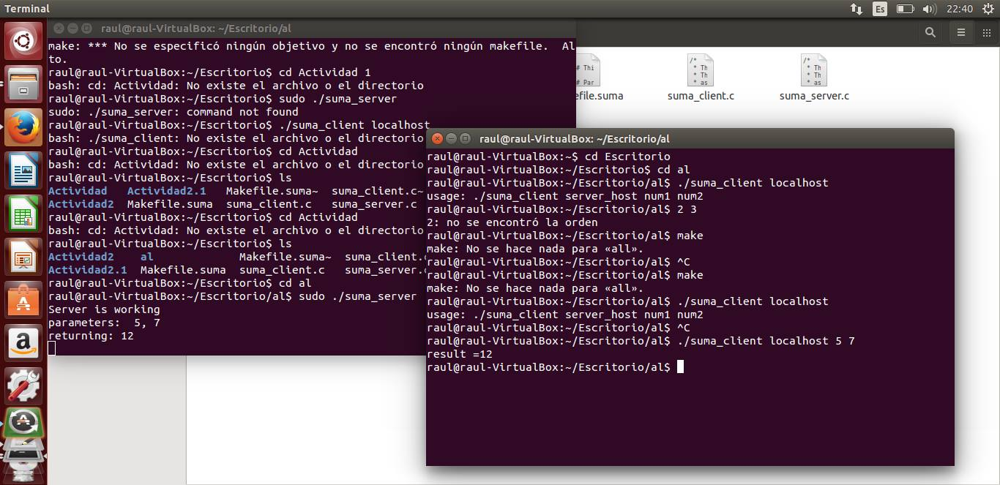 Terminal
Es
22:40
raul@raul-VirtualBox: ~/Escritorio/al
make: *** No se especificó ningún objetivo y no se encontró ningún makefile.  Al
to.
raul@raul-VirtualBox:~/Escritorio$ cd Actividad 1
bash: cd: Actividad: No existe el archivo o el directorio
raul@raul-VirtualBox:~/Escritorio$ sudo ./suma_server
sudo: ./suma_server: command not found
raul@raul-VirtualBox:~/Escritorio$ ./suma_client localhost
bash: ./suma_client: No existe el archivo o el directorio
raul@raul-VirtualBox:~/Escritorio$ cd Actividad
bash: cd: Actividad: No existe el archivo o el directorio
raul@raul-VirtualBox:~/Escritorio$ ls
Actividad   Actividad2.1   Makefile.suma~  suma_client.c~
Actividad2  Makefile.suma  suma_client.c   suma_server.c
raul@raul-VirtualBox:~/Escritorio$ cd Actividad
bash: cd: Actividad: No existe el archivo o el directorio
raul@raul-VirtualBox:~/Escritorio$ ls
Actividad2    al             Makefile.suma~  suma_client.c
Actividad2.1  Makefile.suma  suma_client.c   suma_server.c
raul@raul-VirtualBox:~/Escritorio$ cd al
raul@raul-VirtualBox:~/Escritorio/al$ sudo ./suma_server
Server is working
parameters:  5, 7
returning: 12
/*
* Th
* Th
* as
/*
* Th
* Th
* as
# Thi
# Par
efile.suma
suma_client.c
suma_server.c
raul@raul-VirtualBox: ~/Escritorio/al
raul@raul-VirtualBox:~$ cd Escritorio
raul@raul-VirtualBox:~/Escritorio$ cd al
raul@raul-VirtualBox:~/Escritorio/al$ ./suma_client localhost
usage: ./suma_client server_host num1 num2
raul@raul-VirtualBox:~/Escritorio/al$ 2 3
2: no se encontró la orden
raul@raul-VirtualBox:~/Escritorio/al$ make
make: No se hace nada para «all».
raul@raul-VirtualBox:~/Escritorio/al$ ^C
raul@raul-VirtualBox:~/Escritorio/al$ make
make: No se hace nada para «all».
raul@raul-VirtualBox:~/Escritorio/al$ ./suma_client localhost
usage: ./suma_client server_host num1 num2
raul@raul-VirtualBox:~/Escritorio/al$ ^C
raul@raul-VirtualBox:~/Escritorio/al$ ./suma_client localhost 5 7
result =12
raul@raul-VirtualBox:~/Escritorio/al$